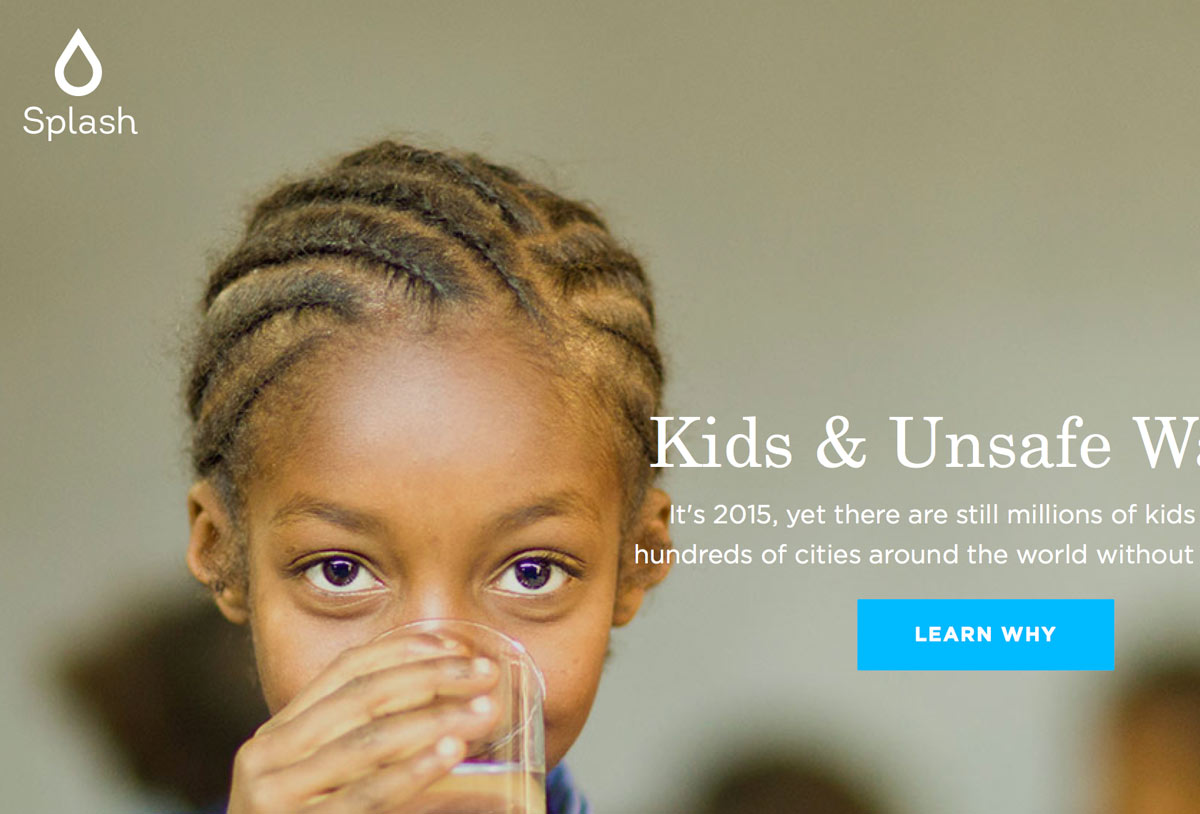 Splash
Kids & Unsafe
It's 2015, yet there are still millions of kids
hundreds of cities around the world without
LEARN WHY